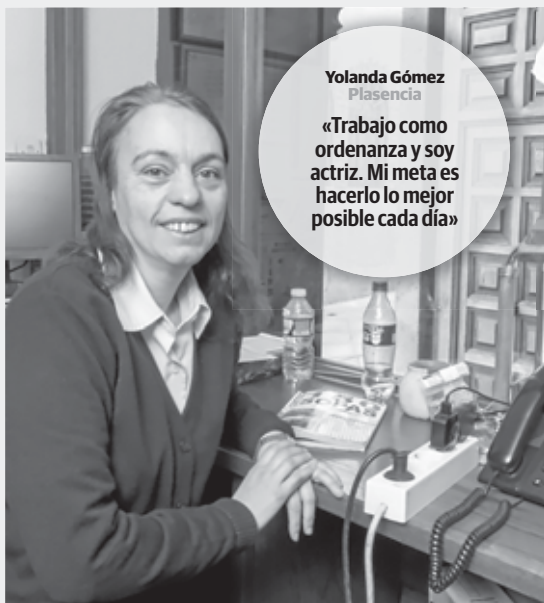 Yolanda Gómez
Plasencia
«Trabajo como
ordenanza y soy
actriz. Mi meta es
hacerlo lo mejor
posible cada día»